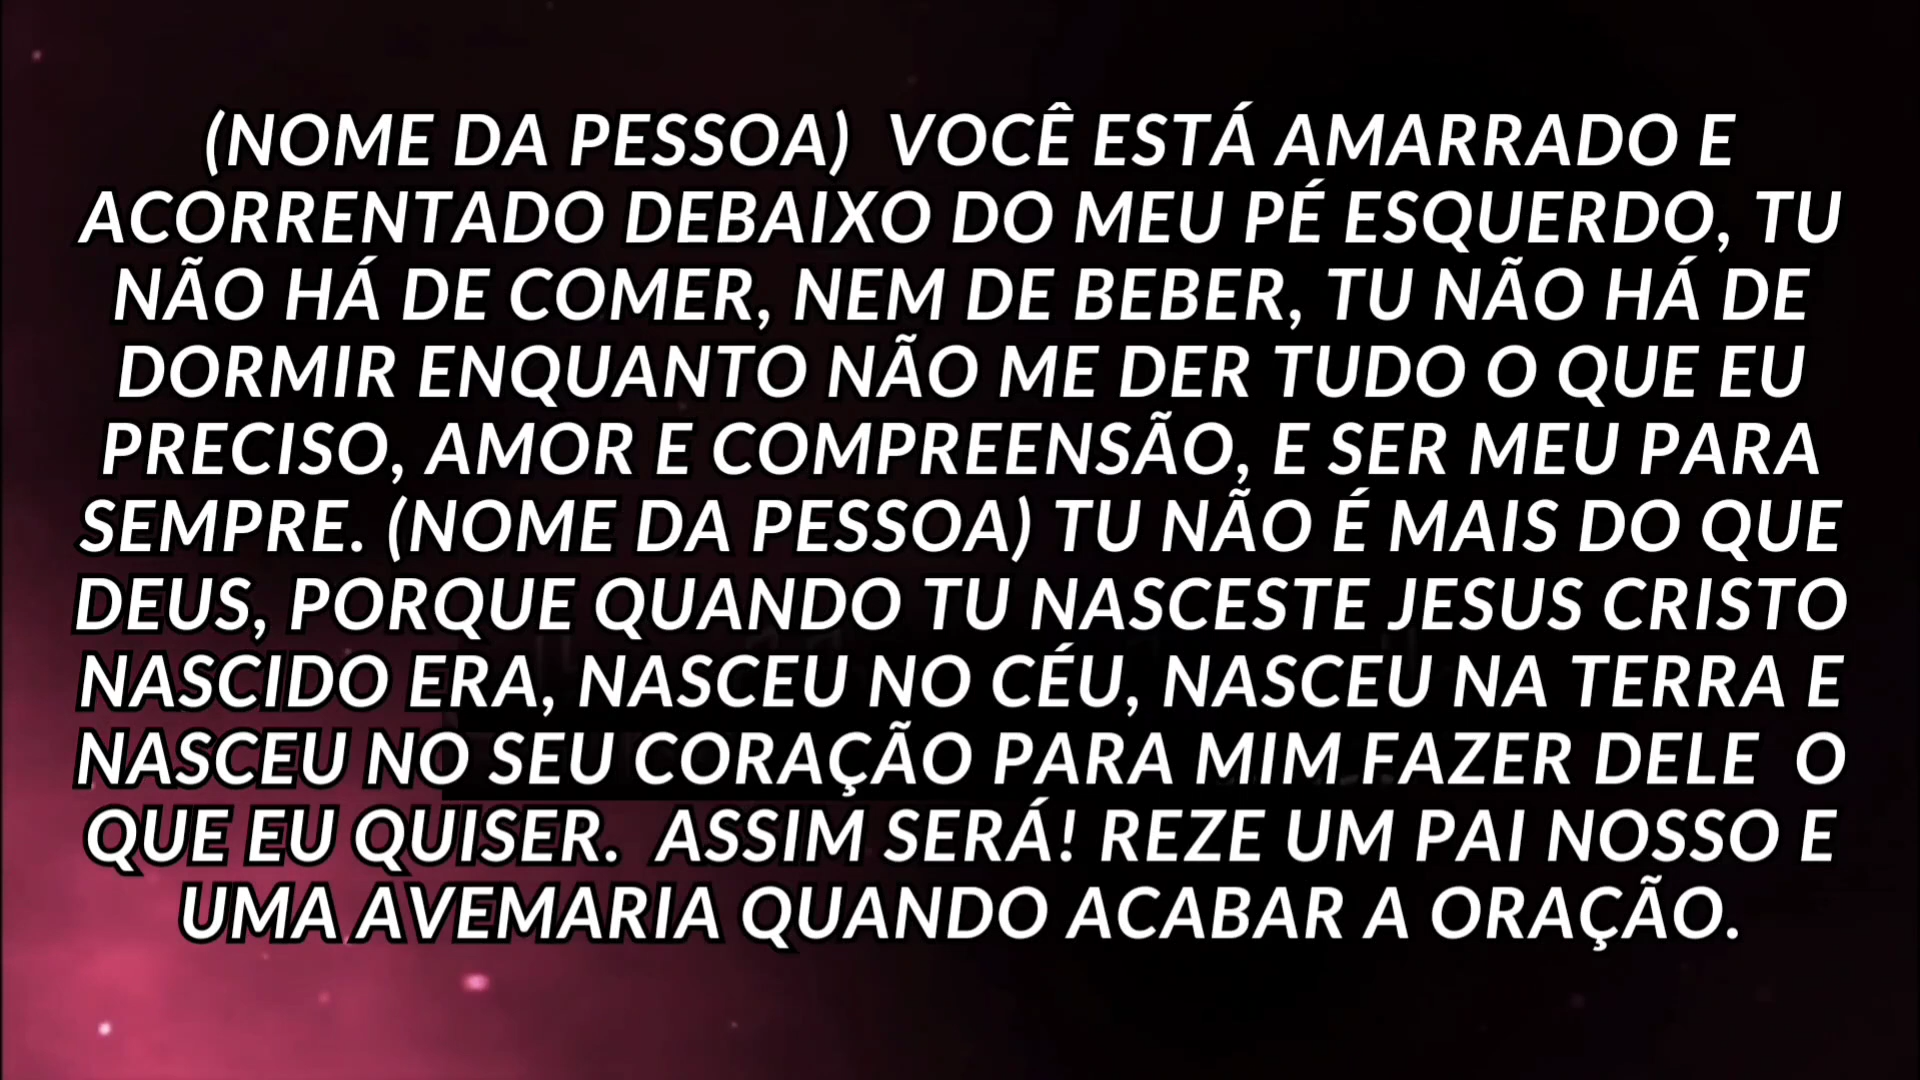 (NOME DA PESSOA) VOCÊ ESTÁ AMARRADO E
ACORRENTADO DEBAIXO DO MEU PÉ ESQUERDO, TU
NÃO HÁ DE COMER, NEM DE BEBER, TU NÃO HÁ DE
DORMIR ENQUANTO NÃO ME DER TUDO O QUE EU
PRECISO, AMOR E COMPREENSÃO, E SER MEU PARA
SEMPRE. (NOME DA PESSOA) TU NÃO É MAIS DO QUE
DEUS, PORQUE QUANDO TU NASCESTE JESUS CRISTO
NASCIDO ERA, NASCEU NO CÉU, NASCEU NA TERRA E
NASCEU NO SEU CORAÇÃO PARA MIM FAZER DELE O
QUE EU QUISER. ASSIM SERÁ! REZE UM PAI NOSSO E
UMA AVEMARIA QUANDO ACABAR A ORAÇÃO.